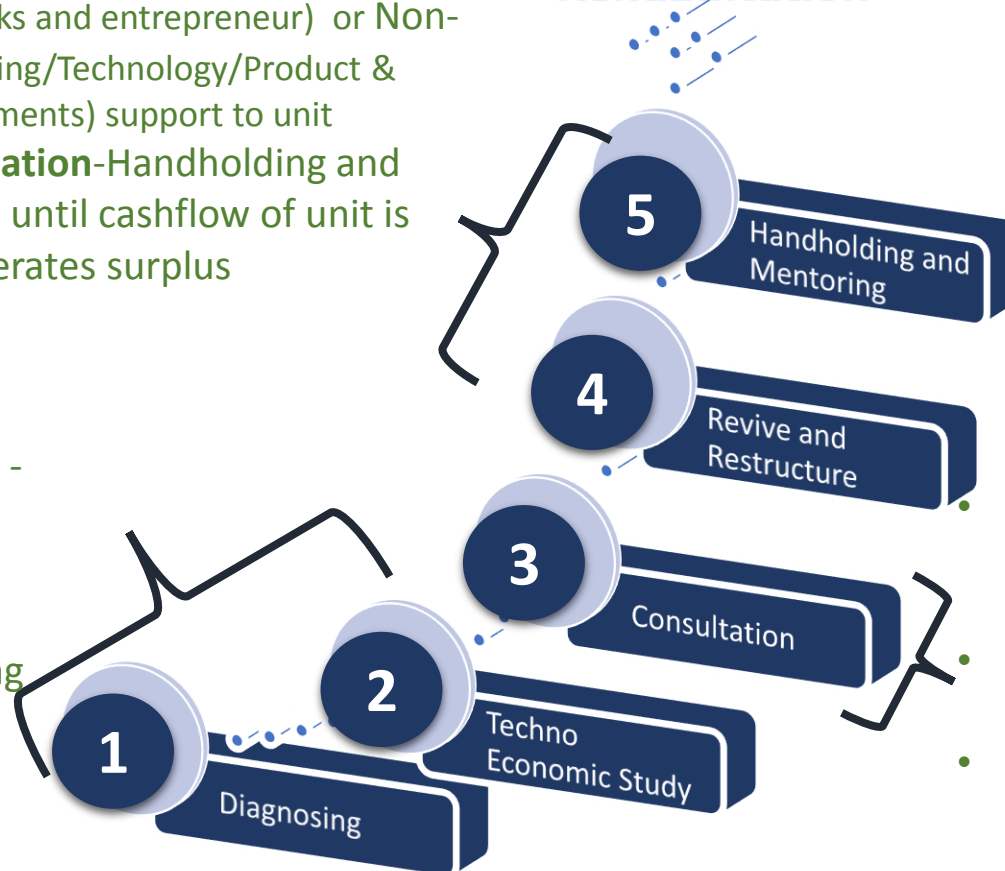 ks and entrepreneur) or Non-
ing/Technology/Product &
ments) support to unit
ation-Handholding and
until cashflow of unit is
erates surplus
-
ng
5
Handholding and
Mentoring
4
Revive and
Restructure
3
Consultation
2
Techno
Economic Study
1
Diagnosing